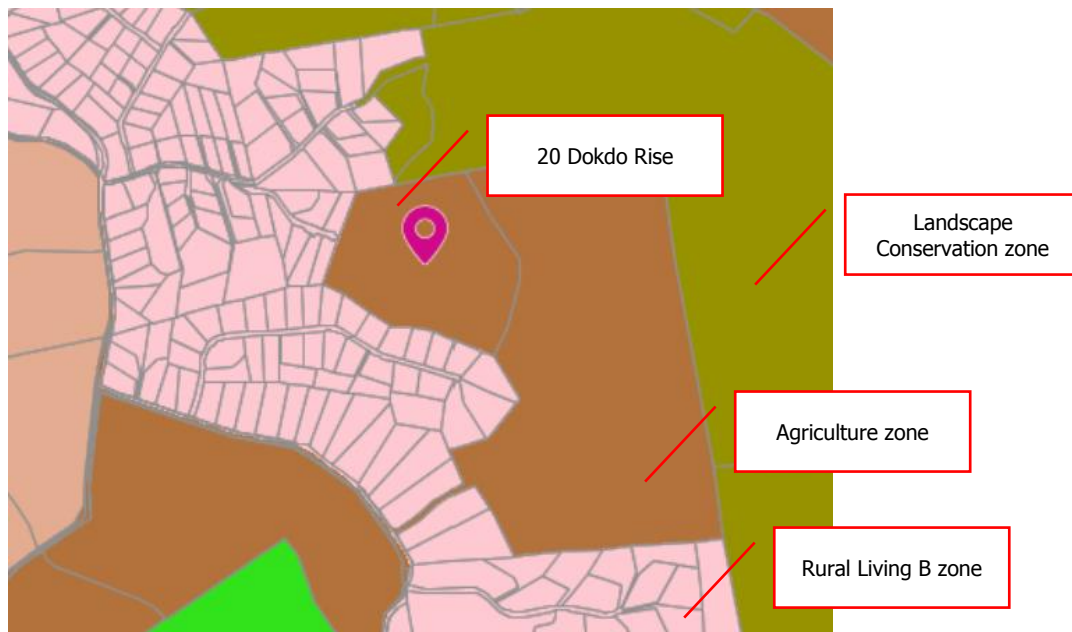 20 Dokdo Rise
Landscape
Conservation zone
Agriculture zone
Rural Living B zone